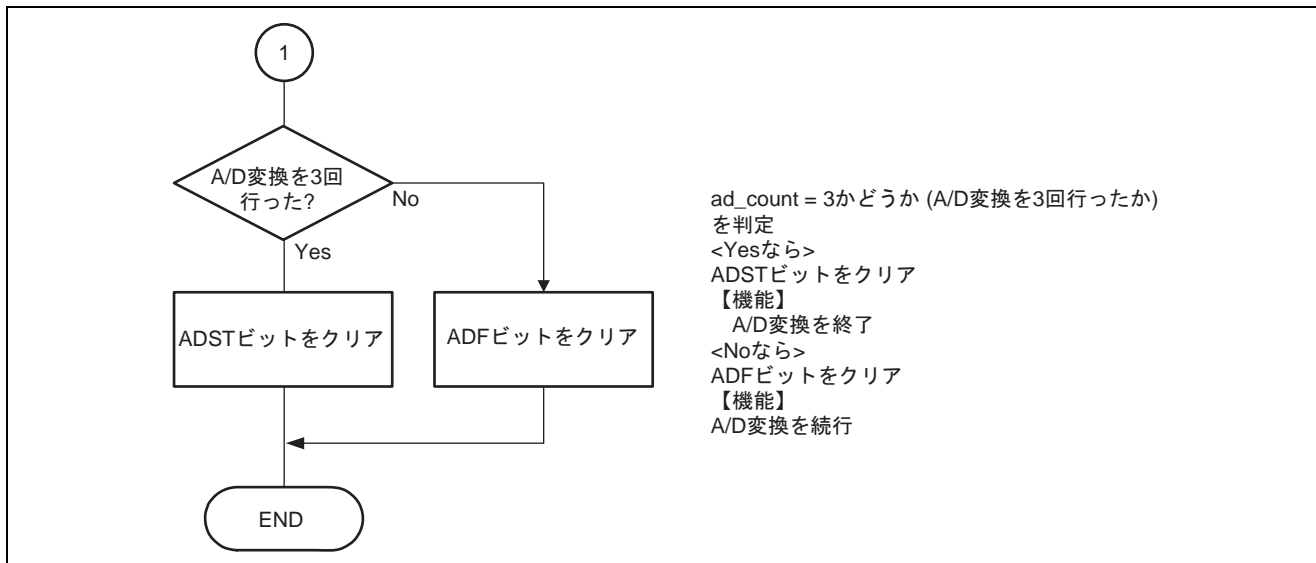 1
A/D変換を3回
行った?
No
Yes
ADSTビットをクリア
ADFビットをクリア
END
ad_count = 3かどうか (A/D変換を3回行ったか)
を判定
<Yesなら>
ADSTビットをクリア
【機能】
A/D変換を終了
<Noなら>
ADFビットをクリア
【機能】
A/D変換を続行